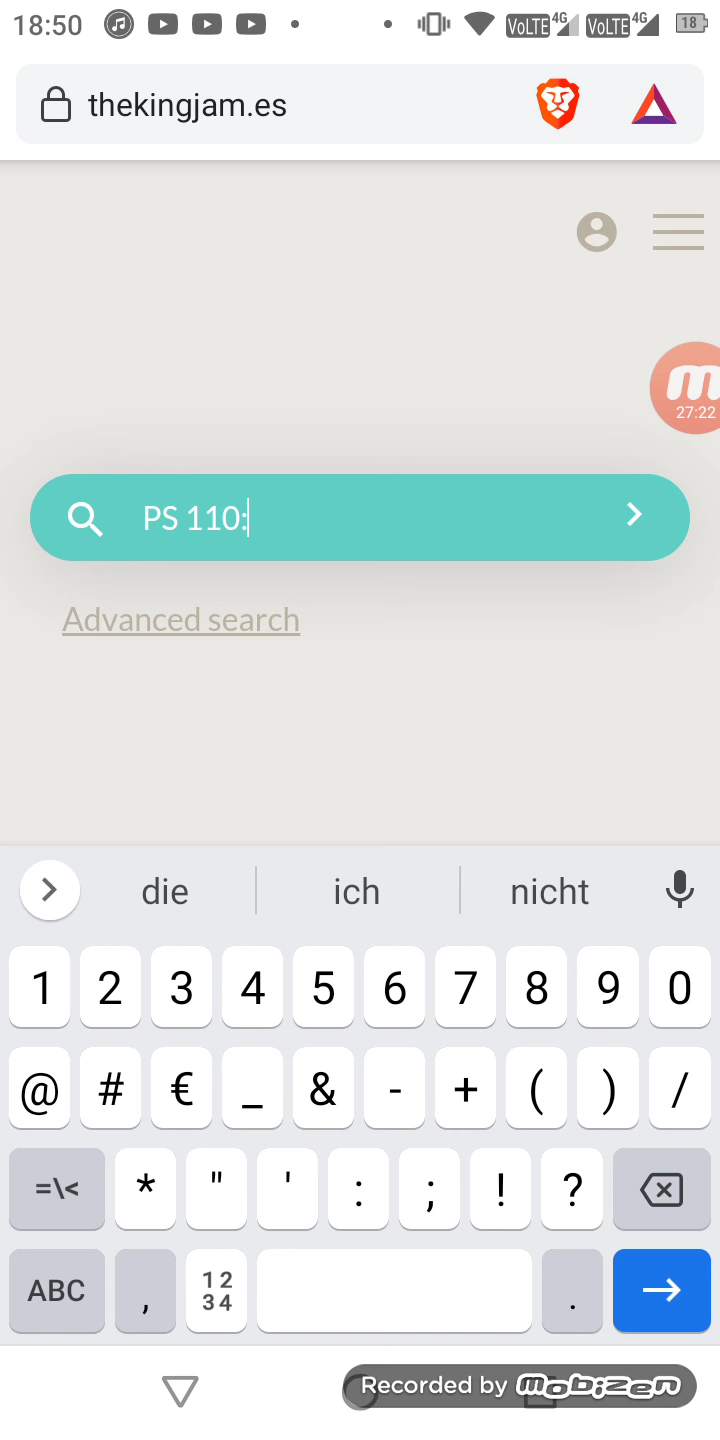 18:50 VoLTE 4G VoLTE 4G 18
thekingjam.es
m
27:22
PS 110:
Advanced search
die ich nicht
1 2 3 4 5 6 7 8 9 0
@ # € _ & - + ( ) /
=\< * " ' : ; ! ?
ABC , 12 34 .
Recorded by mobizen